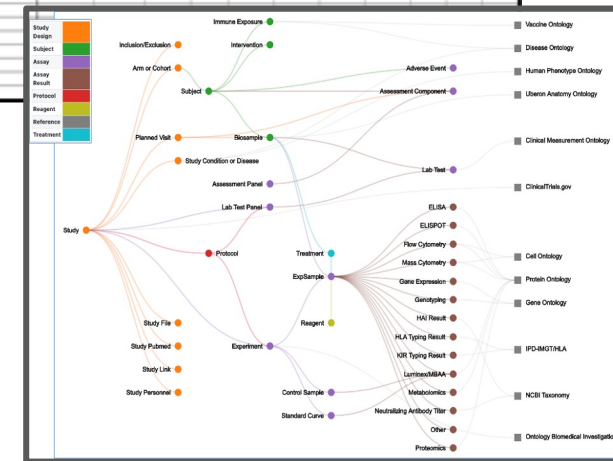 Study
Design
Subject
Assay
Assay
Result
Protocol
Reagent
Reference
Treatment
Immune Exposure
Vaccine Ontology
Inclusion/Exclusion
Intervention
Disease Ontology
Arm or Cohort
Adverse Event
Human Phenotype Ontology
Subject
Assessment Component
Uberon Anatomy Ontology
Planned Visit
Biosample
Clinical Measurement Ontology
Study Condition or Disease
Lab Test
Assessment Panel
ClinicalTrials.gov
Lab Test Panel
ELISA
ELISPOT
Study
Flow Cytometry
Protocol
Treatment
Cell Ontology
Mass Cytometry
ExpSample
Protein Ontology
Gene Expression
Genotyping
Gene Ontology
HAI Result
Study File
Reagent
HLA Typing Result
Study Pubmed
Experiment
KIR Typing Result
IPD-IMGT/HLA
Study Link
Luminex/MBAA
Study Personnel
Control Sample
Metabolomics
NCBI Taxonomy
Standard Curve
Neutralizing Antibody Titer
Other
Ontology Biomedical Investigatio
Proteomics